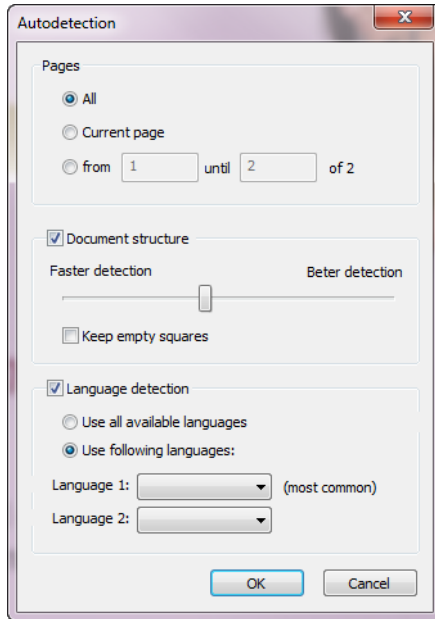 Autodetection
Pages
All
Current page
from 1 until 2 of 2
Document structure
Faster detection Beter detection
Keep empty squares
Language detection
Use all available languages
Use following languages:
Language 1: (most common)
Language 2:
OK Cancel